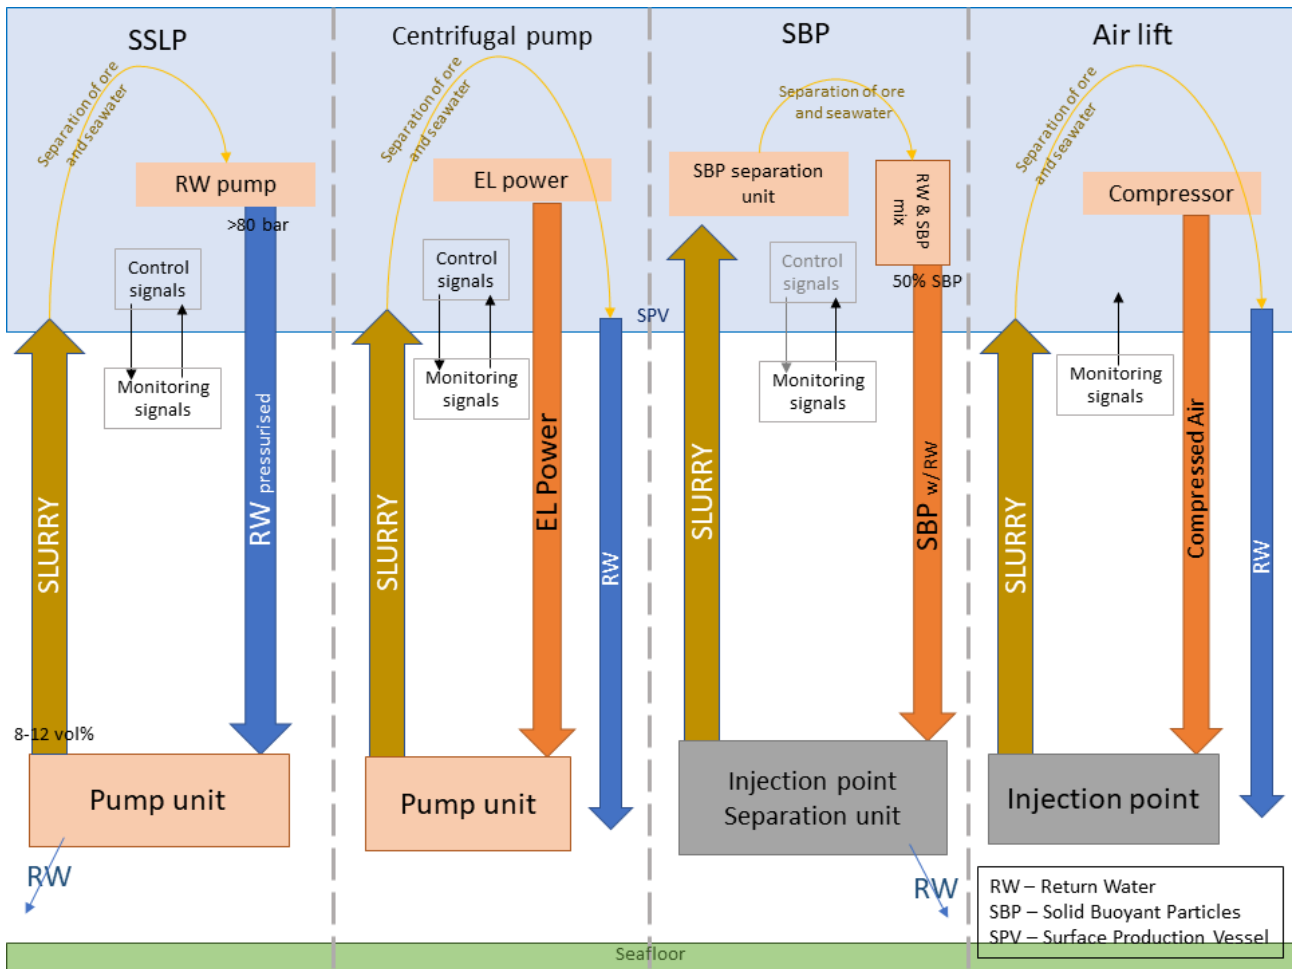 SSLP
Separation of ore
and seawater
RW pump
>80 bar
Control
signals
Monitoring
signals
SLURRY
RW pressurised
8-12 vol%
Pump unit
RW
Centrifugal pump
Separation of ore
and seawater
EL power
Control
signals
Monitoring
signals
SLURRY
EL Power
RW
Pump unit
SPV
SBP
Separation of ore
and seawater
SBP separation
unit
RW & SBP
mix
50% SBP
Control
signals
Monitoring
signals
SLURRY
SBP w/RW
Injection point
Separation unit
RW
Air lift
Separation of ore
and seawater
Compressor
Monitoring
signals
SLURRY
Compressed Air
RW
Injection point
RW – Return Water
SBP – Solid Buoyant Particles
SPV – Surface Production Vessel
Seafloor